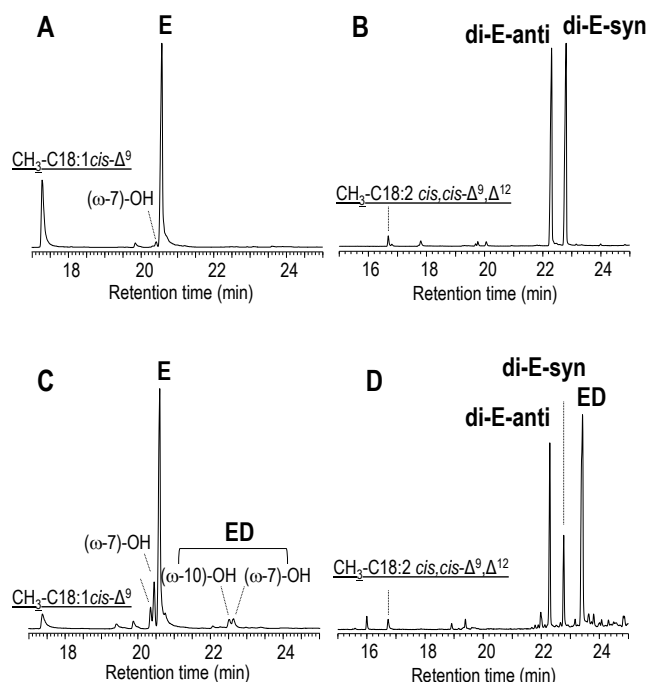 A
E
CH3-C18:1cis-Δ9
(ω-7)-OH
18 20 22 24
Retention time (min)
B
di-E-anti
di-E-syn
CH3-C18:2 cis,cis-Δ9,Δ12
16 18 20 22 24
Retention time (min)
C
E
(ω-7)-OH
ED
(ω-10)-OH
(ω-7)-OH
CH3-C18:1cis-Δ9
18 20 22 24
Retention time (min)
D
di-E-syn
di-E-anti
ED
CH3-C18:2 cis,cis-Δ9,Δ12
16 18 20 22 24
Retention time (min)